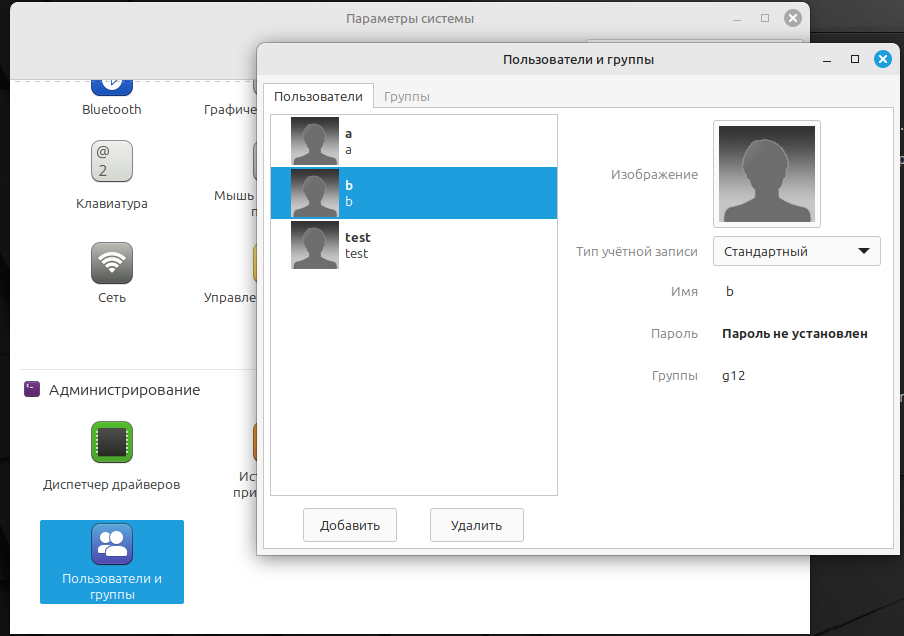 Параметры системы
Пользователи и группы
Bluetooth
Графиче
@
2
Клавиатура
Мышь
п
Сеть
Управле
Администрирование
Диспетчер драйверов
Ис
при
Пользователи и
группы
Пользователи
Группы
a
a
b
b
test
test
Изображение
Тип учётной записи
Стандартный
Имя
b
Пароль
Пароль не установлен
Группы
g12
Добавить
Удалить